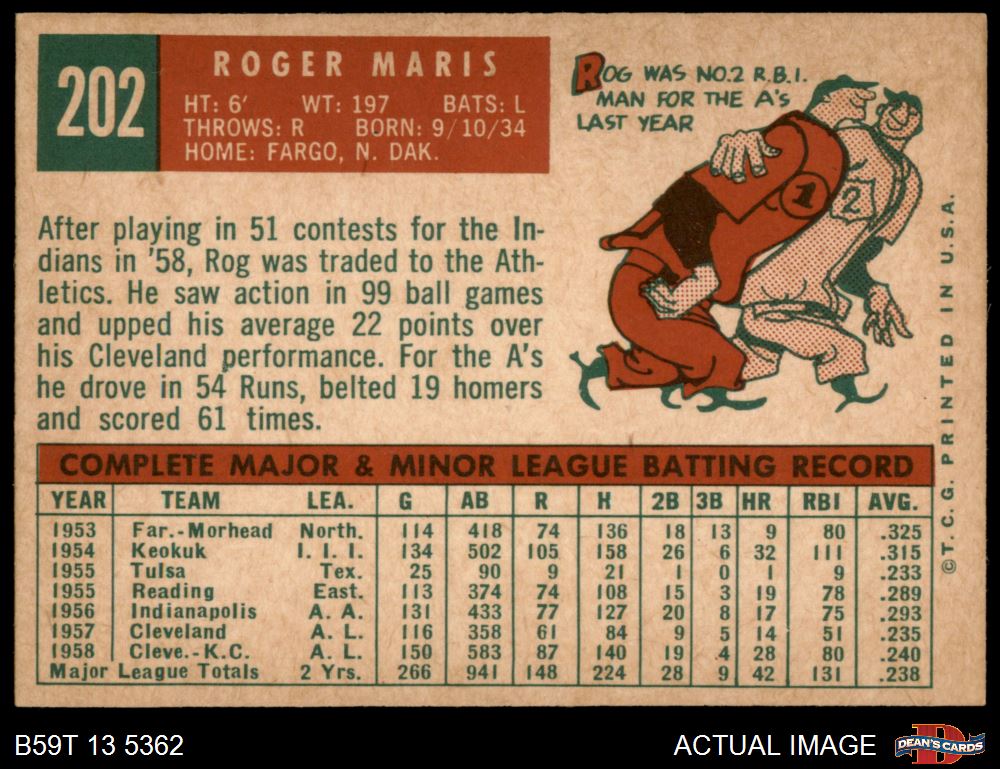 202
ROGER MARIS
HT: 6' WT: 197 BATS: L
THROWS: R BORN: 9/10/34
HOME: FARGO, N. DAK.
ROG WAS NO.2 R.B.I.
MAN FOR THE A's
LAST YEAR
1
2
After playing in 51 contests for the In-
dians in '58, Rog was traded to the Ath-
letics. He saw action in 99 ball games
and upped his average 22 points over
his Cleveland performance. For the A's
he drove in 54 Runs, belted 19 homers
and scored 61 times.
COMPLETE MAJOR & MINOR LEAGUE BATTING RECORD
YEAR TEAM LEA. G AB R H 2B 3B HR RBI AVG.
1953 Far.-Morhead North. 114 418 74 136 18 13 9 80 .325
1954 Keokuk I. I. I. 134 502 105 158 26 6 32 111 .315
1955 Tulsa Tex. 25 90 9 21 1 0 1 9 .233
1955 Reading East. 113 374 74 108 15 3 19 78 .289
1956 Indianapolis A. A. 131 433 77 127 20 8 17 75 .293
1957 Cleveland A. L. 116 358 61 84 9 5 14 51 .235
1958 Cleve.-K.C. A. L. 150 583 87 140 19 4 28 80 .240
Major League Totals 2 Yrs. 266 941 148 224 28 9 42 131 .238
©T.C.G. PRINTED IN U.S.A.
B59T 13 5362
ACTUAL IMAGE
D
DEAN'S CARDS